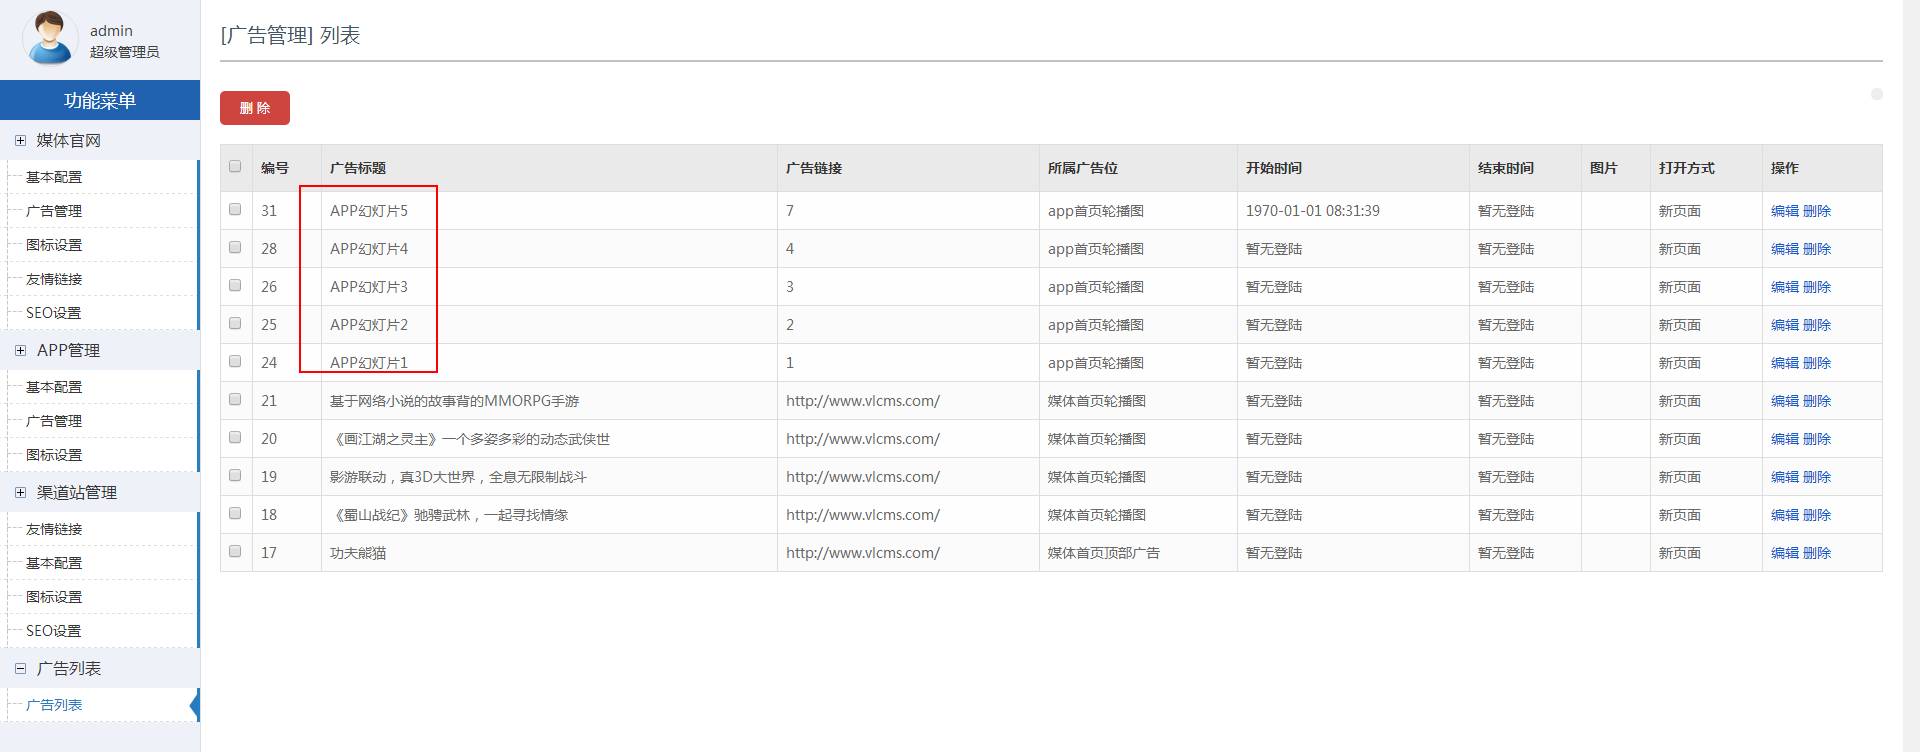 admin
超级管理员
功能菜单
媒体官网
基本配置
广告管理
图标设置
友情链接
SEO设置
APP管理
基本配置
广告管理
图标设置
渠道站管理
友情链接
基本配置
图标设置
SEO设置
广告列表
广告列表
[广告管理] 列表
删 除
编号 广告标题 广告链接 所属广告位 开始时间 结束时间 图片 打开方式 操作
31 APP幻灯片5 7 app首页轮播图 1970-01-01 08:31:39 暂无登陆 新页面 编辑 删除
28 APP幻灯片4 4 app首页轮播图 暂无登陆 暂无登陆 新页面 编辑 删除
26 APP幻灯片3 3 app首页轮播图 暂无登陆 暂无登陆 新页面 编辑 删除
25 APP幻灯片2 2 app首页轮播图 暂无登陆 暂无登陆 新页面 编辑 删除
24 APP幻灯片1 1 app首页轮播图 暂无登陆 暂无登陆 新页面 编辑 删除
21 基于网络小说的故事背的MMORPG手游 http://www.vlcms.com/ 媒体首页轮播图 暂无登陆 暂无登陆 新页面 编辑 删除
20 《画江湖之灵主》一个多姿多彩的动态武侠世 http://www.vlcms.com/ 媒体首页轮播图 暂无登陆 暂无登陆 新页面 编辑 删除
19 影游联动，真3D大世界，全息无限制战斗 http://www.vlcms.com/ 媒体首页轮播图 暂无登陆 暂无登陆 新页面 编辑 删除
18 《蜀山战纪》驰骋武林，一起寻找情缘 http://www.vlcms.com/ 媒体首页轮播图 暂无登陆 暂无登陆 新页面 编辑 删除
17 功夫熊猫 http://www.vlcms.com/ 媒体首页顶部广告 暂无登陆 暂无登陆 新页面 编辑 删除